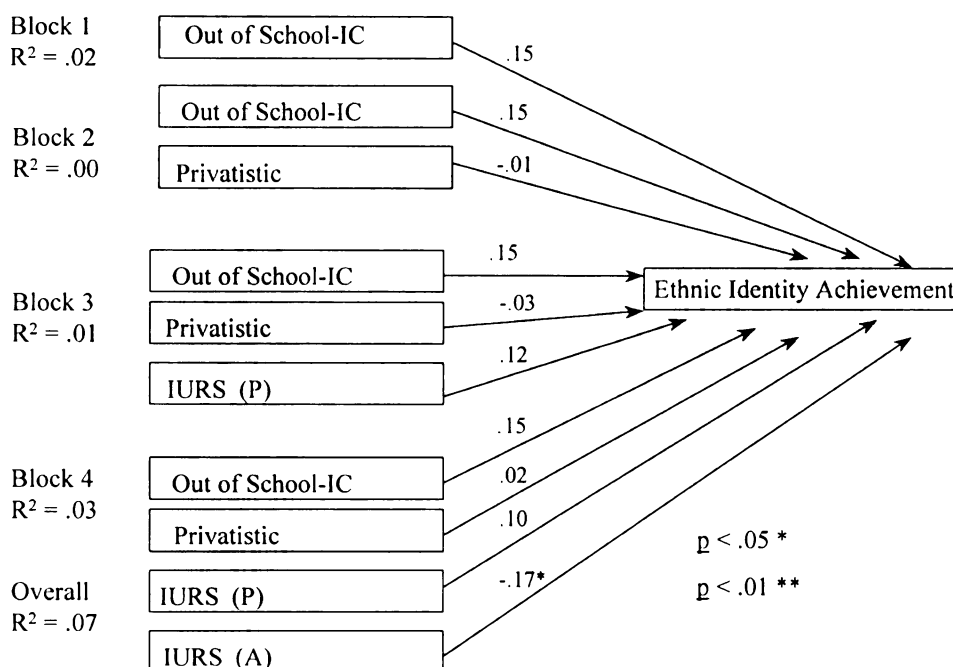 Block 1
R² = .02
Out of School-IC
.15
Block 2
R² = .00
Out of School-IC
.15
Privatistic
-.01
Block 3
R² = .01
Out of School-IC
.15
Privatistic
-.03
IURS (P)
.12
Ethnic Identity Achievement
Block 4
R² = .03
Out of School-IC
.15
Privatistic
.02
Overall
R² = .07
IURS (P)
.10
IURS (A)
-.17*
p < .05 *
p < .01 **